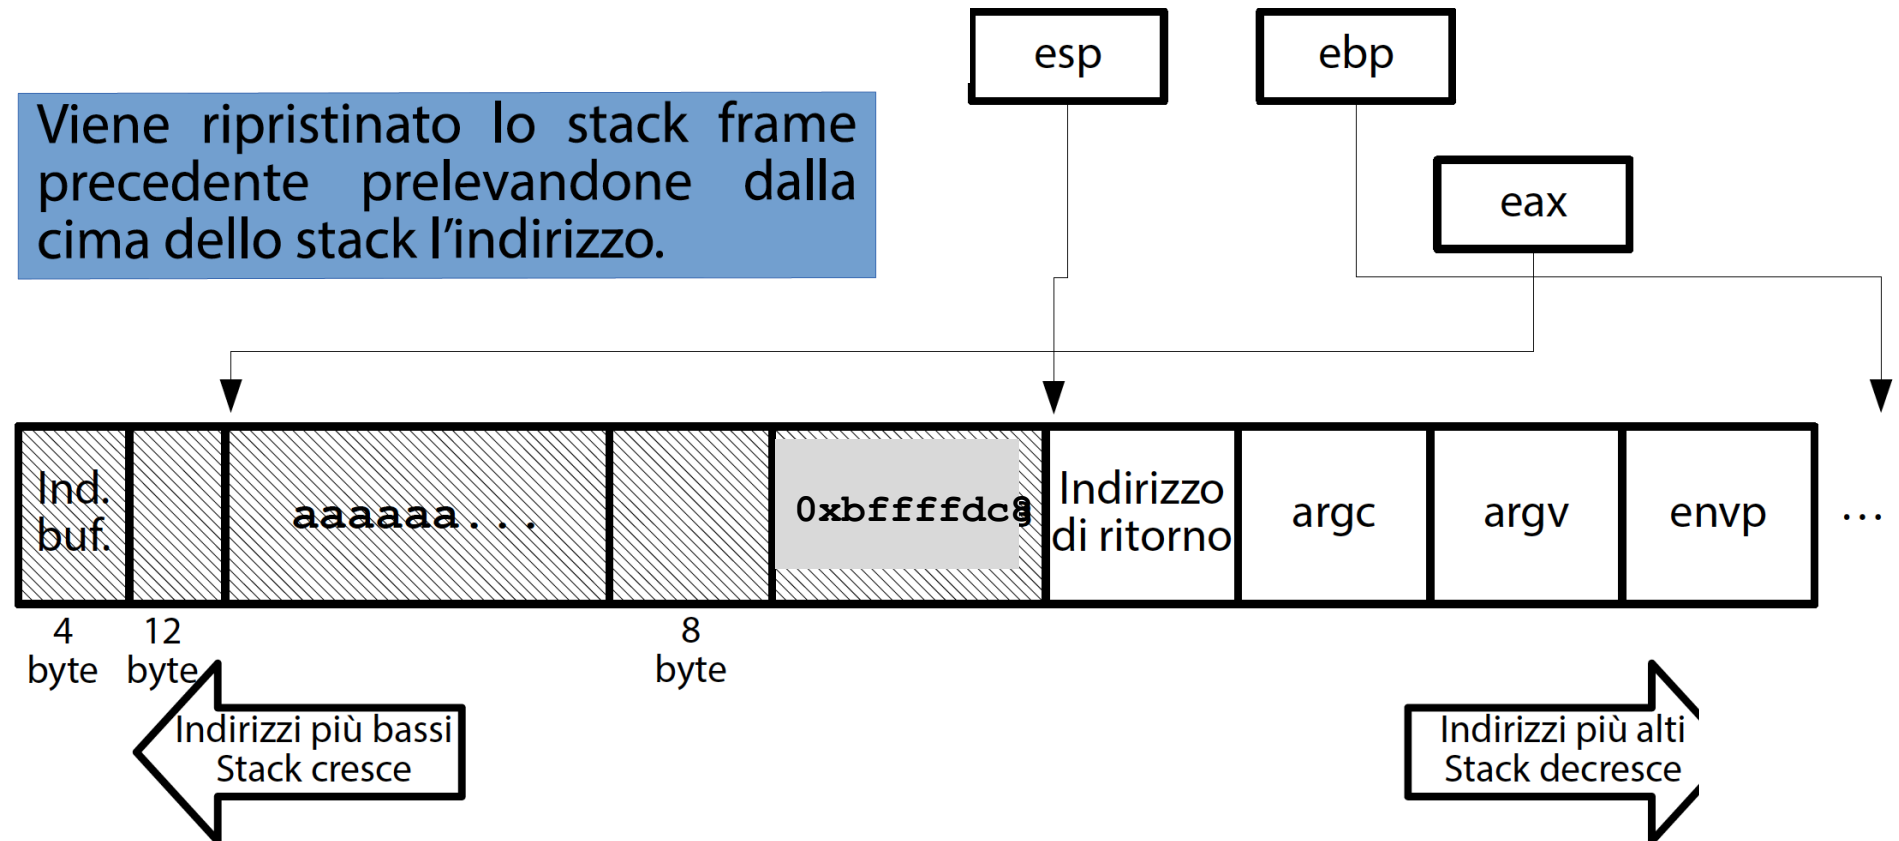 esp
ebp
eax
Viene ripristinato lo stack frame
precedente prelevandone dalla
cima dello stack l'indirizzo.
Ind.
buf.
aaaaaa...
Indirizzo
di ritorno
argc
argv
envp
...
4
byte
12
byte
8
byte
Indirizzi più bassi
Stack cresce
Indirizzi più alti
Stack decresce